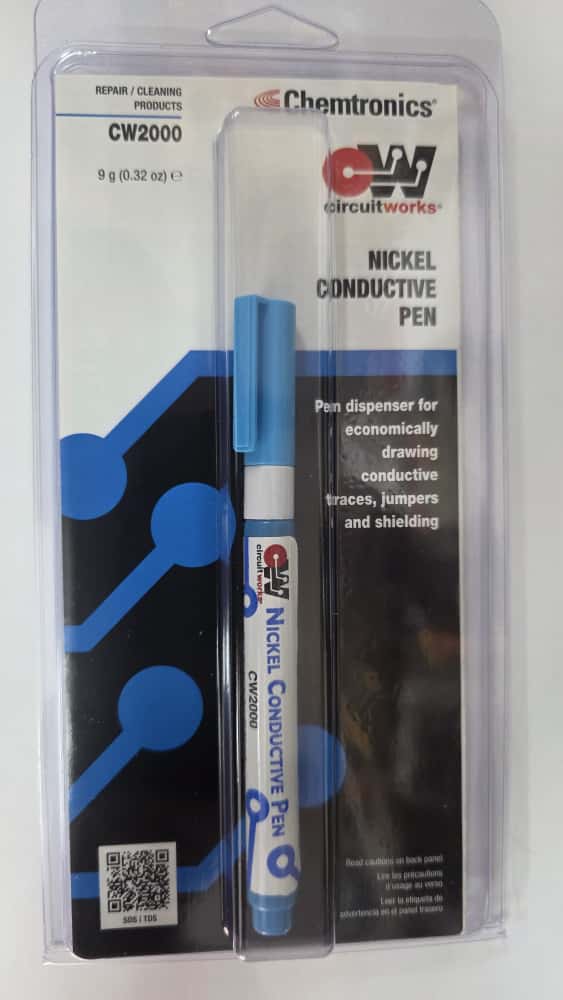 REPAIR / CLEANING
PRODUCTS
CW2000
9 g (0.32 oz) ℮
Chemtronics®
CW
circuitworks®
NICKEL
CONDUCTIVE
PEN
Pen dispenser for
economically
drawing
conductive
traces, jumpers
and shielding
CW
circuitworks®
NICKEL CONDUCTIVE PEN
CW2000
Read cautions on back panel
Lire les précautions
d'usage au verso
Leer la etiqueta de
advertencia en el panel trasero
SDS | TDS